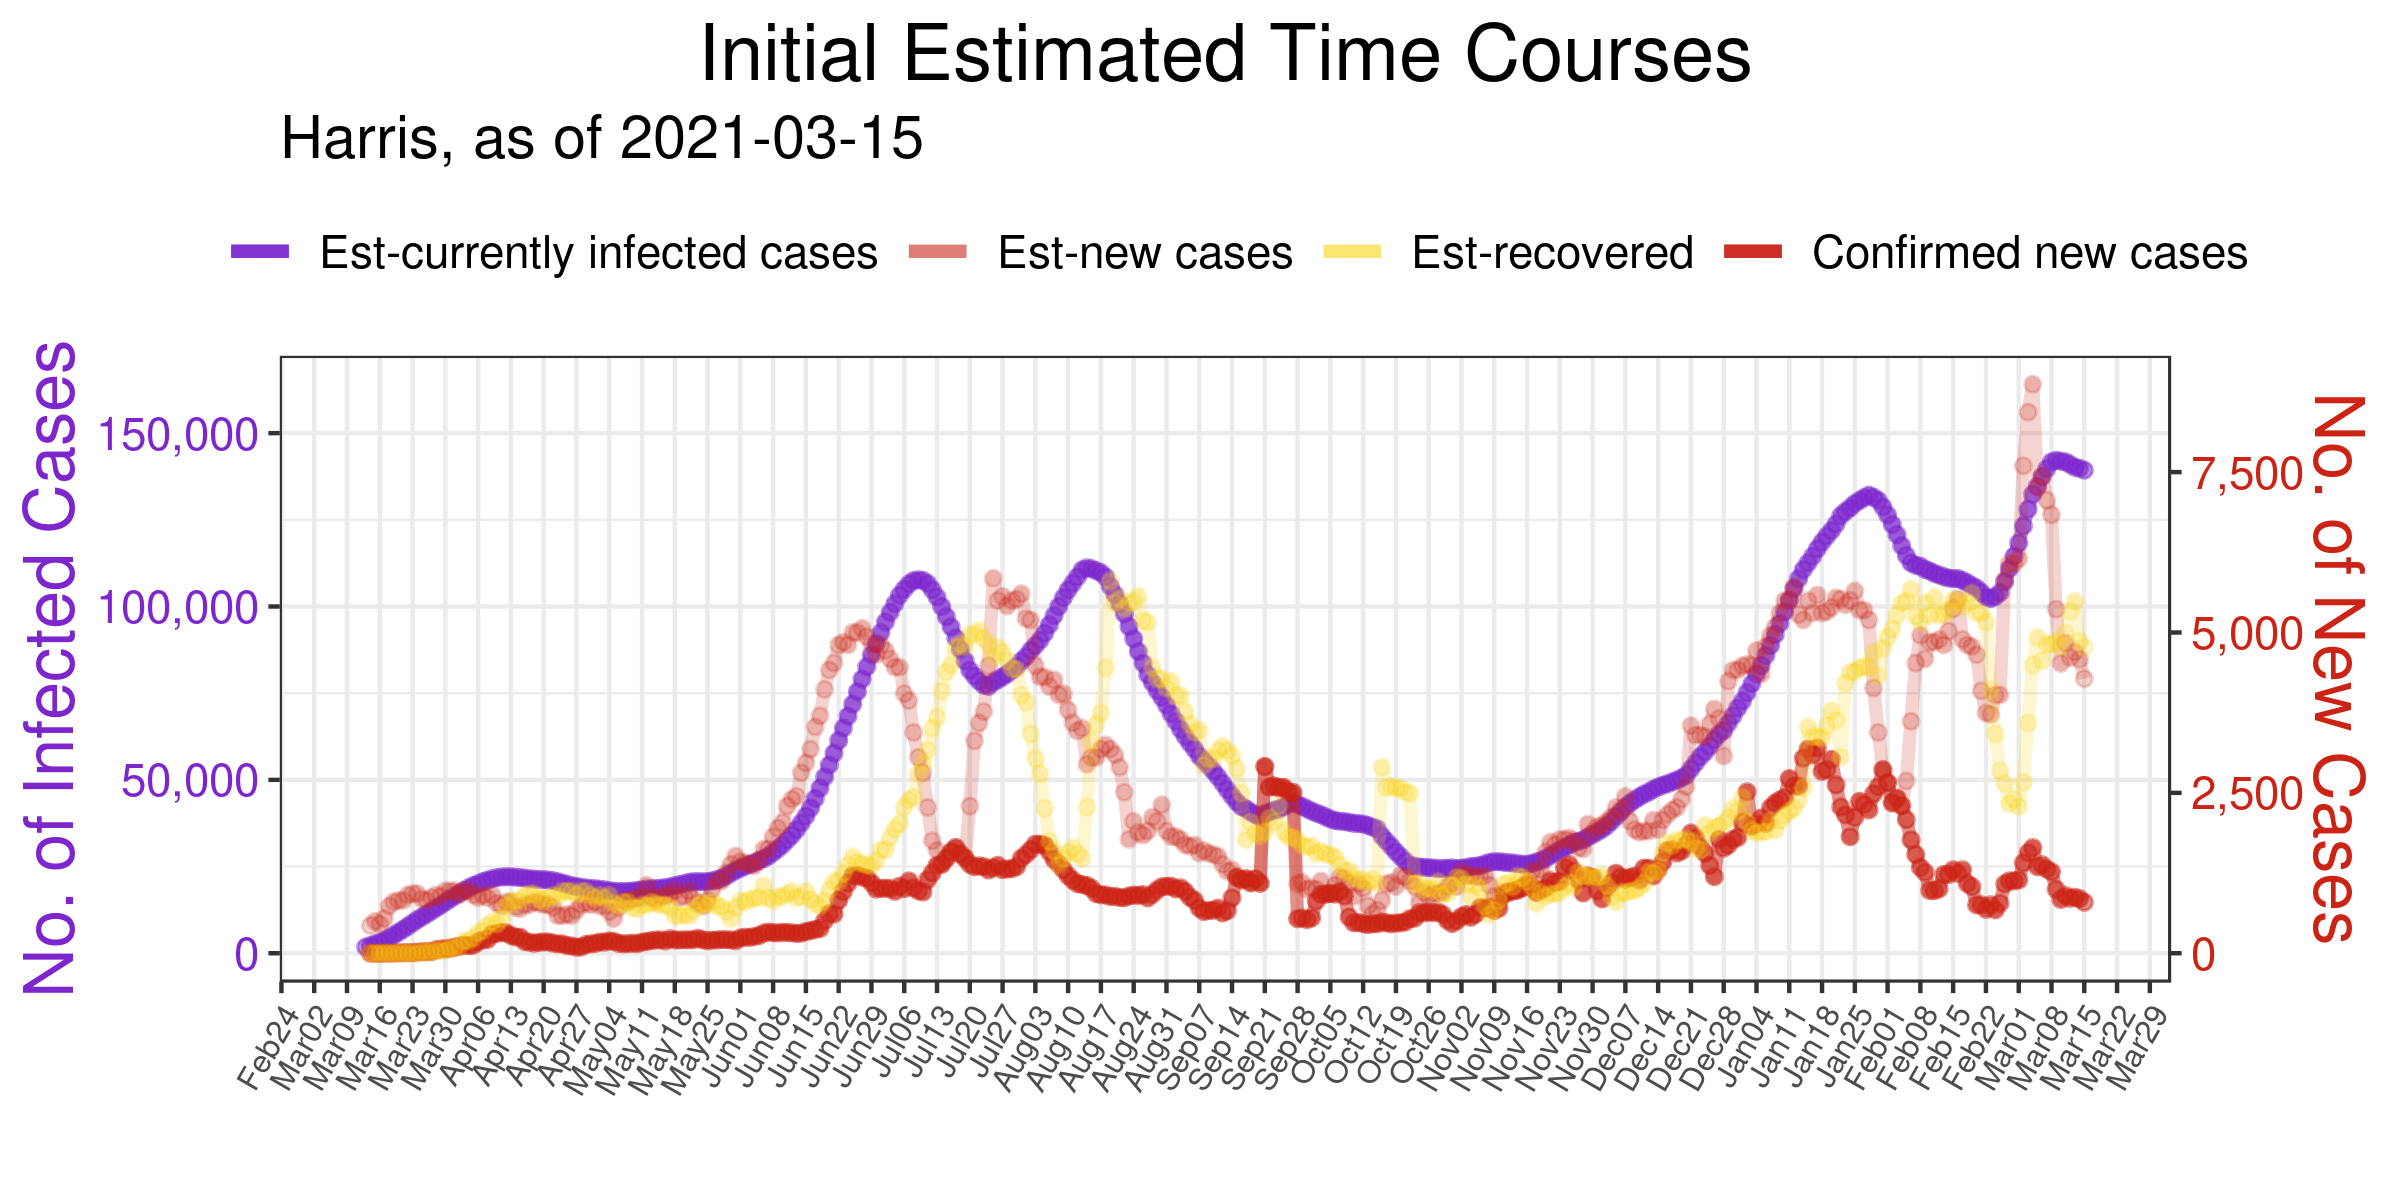 Initial Estimated Time Courses
Harris, as of 2021-03-15
Est-currently infected cases Est-new cases Est-recovered Confirmed new cases
No. of Infected Cases
150,000
100,000
50,000
0
7,500
5,000
2,500
0
No. of New Cases
Feb24 Mar02 Mar09 Mar16 Mar23 Mar30 Apr06 Apr13 Apr20 Apr27 May04 May11 May18 May25 Jun01 Jun08 Jun15 Jun22 Jun29 Jul06 Jul13 Jul20 Jul27 Aug03 Aug10 Aug17 Aug24 Aug31 Sep07 Sep14 Sep21 Sep28 Oct05 Oct12 Oct19 Oct26 Nov02 Nov09 Nov16 Nov23 Nov30 Dec07 Dec14 Dec21 Dec28 Jan04 Jan11 Jan18 Jan25 Feb01 Feb08 Feb15 Feb22 Mar01 Mar08 Mar15 Mar22 Mar29